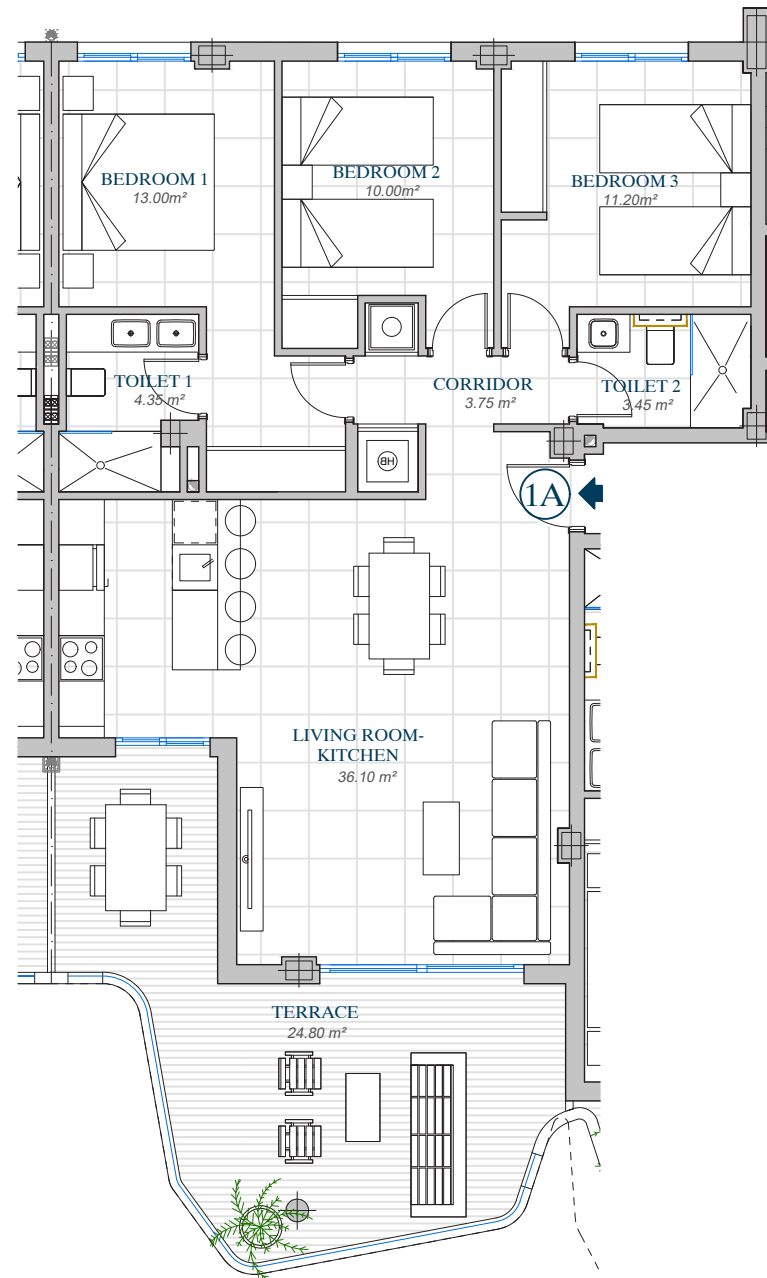 BEDROOM 1
13.00m²
BEDROOM 2
10.00m²
BEDROOM 3
11.20m²
TOILET 1
4.35 m²
CORRIDOR
3.75 m²
TOILET 2
3.45 m²
HB
1A
LIVING ROOM-
KITCHEN
36.10 m²
TERRACE
24.80 m²